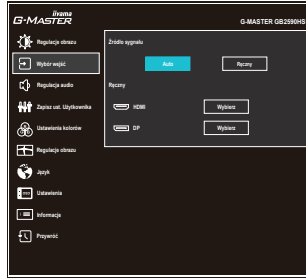 iiyama
G-MASTER
G-MASTER GB2590HS
Regulacja obrazu
Wybór wejść
Regulacja audio
Zapisz ust. Użytkownika
Ustawienia kolorów
Regulacje obrazu
Język
Ustawienia
Informacje
Przywróć
Źródło sygnału
Auto
Ręczny
Ręczny
HDMI
Wybierz
DP
Wybierz